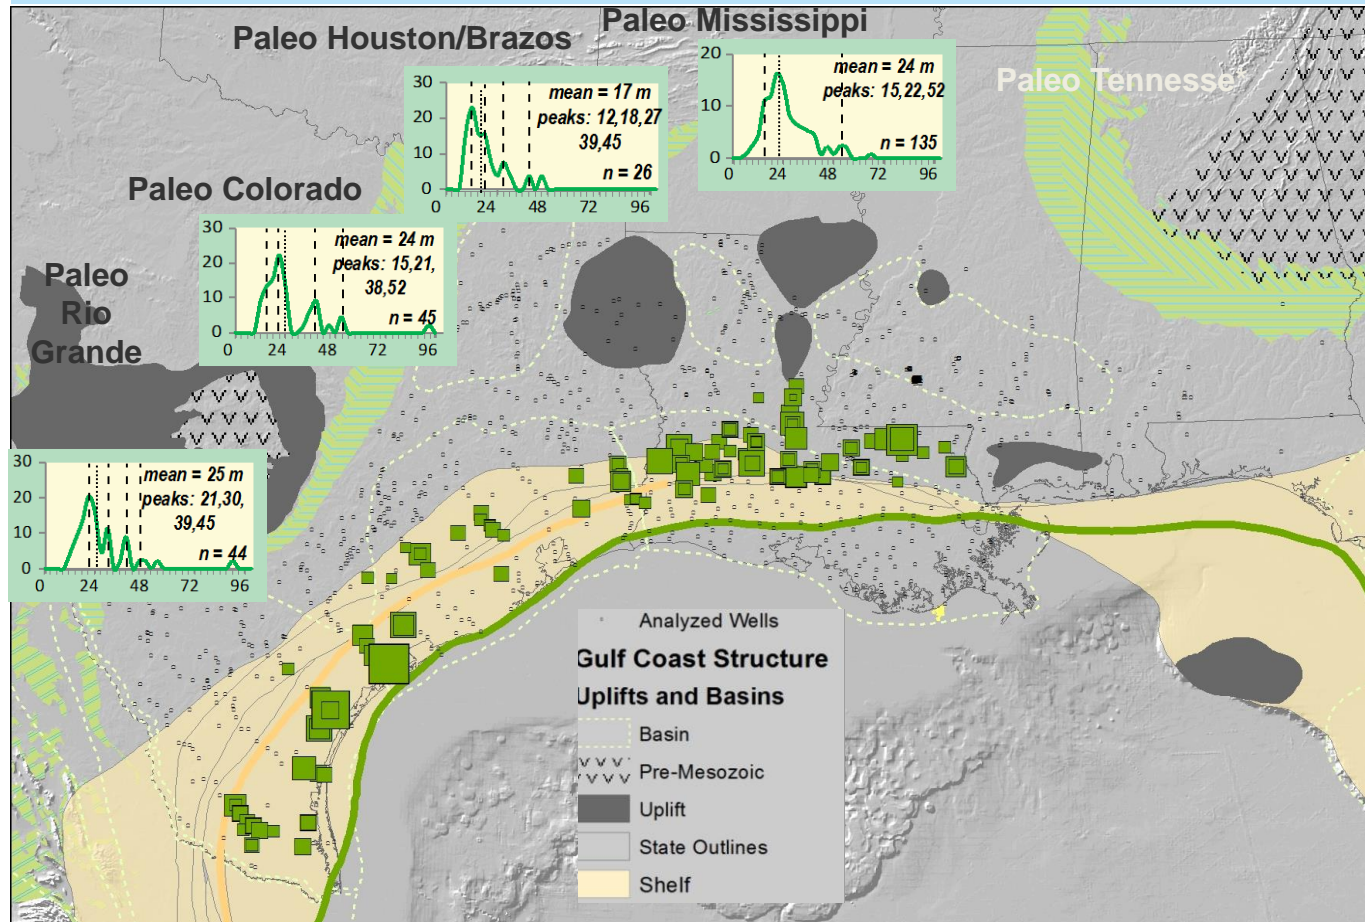 Paleo Mississippi
Paleo Houston/Brazos
20
10
0
mean = 24 m
peaks: 15,22,52
n = 135
0 24 48 72 96
Paleo Tennesse
30
20
10
0
mean = 17 m
peaks: 12,18,27
39,45
n = 26
0 24 48 72 96
Paleo Colorado
30
20
10
0
mean = 24 m
peaks: 15,21,
38,52
n = 45
0 24 48 72 96
Paleo
Rio
Grande
30
20
10
0
mean = 25 m
peaks: 21,30,
39,45
n = 44
0 24 48 72 96
Analyzed Wells
Gulf Coast Structure
Uplifts and Basins
Basin
Pre-Mesozoic
Uplift
State Outlines
Shelf